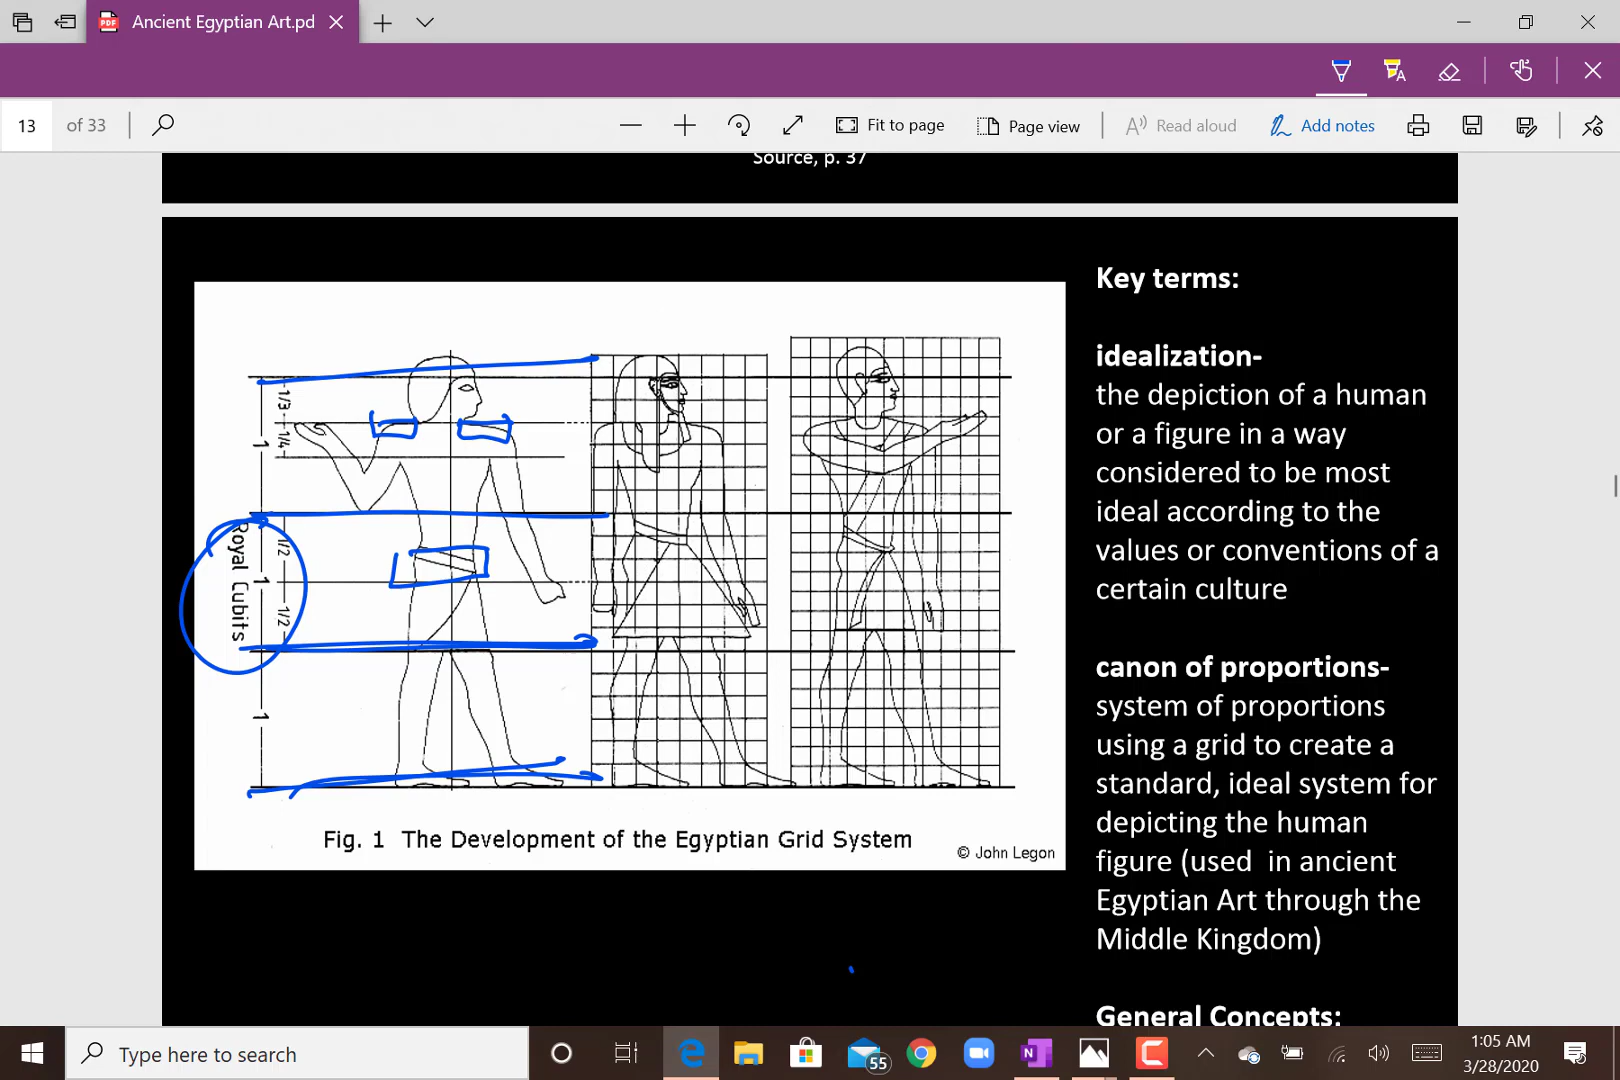 Ancient Egyptian Art.pd
13 of 33
Fit to page
Page view
Read aloud
Add notes
Source, p. 37
1/3
1/4
1
1/2
1
1/2
1
Royal Cubits
Fig. 1 The Development of the Egyptian Grid System
© John Legon
Key terms:
idealization-
the depiction of a human
or a figure in a way
considered to be most
ideal according to the
values or conventions of a
certain culture
canon of proportions-
system of proportions
using a grid to create a
standard, ideal system for
depicting the human
figure (used in ancient
Egyptian Art through the
Middle Kingdom)
General Concepts:
Type here to search
55
1:05 AM
3/28/2020